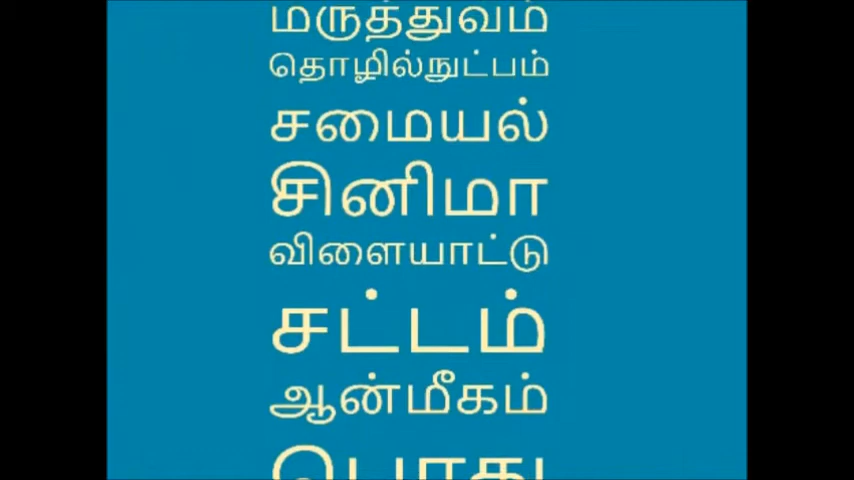 மருத்துவம்
தொழில்நுட்பம்
சமையல்
சினிமா
விளையாட்டு
சட்டம்
ஆன்மீகம்